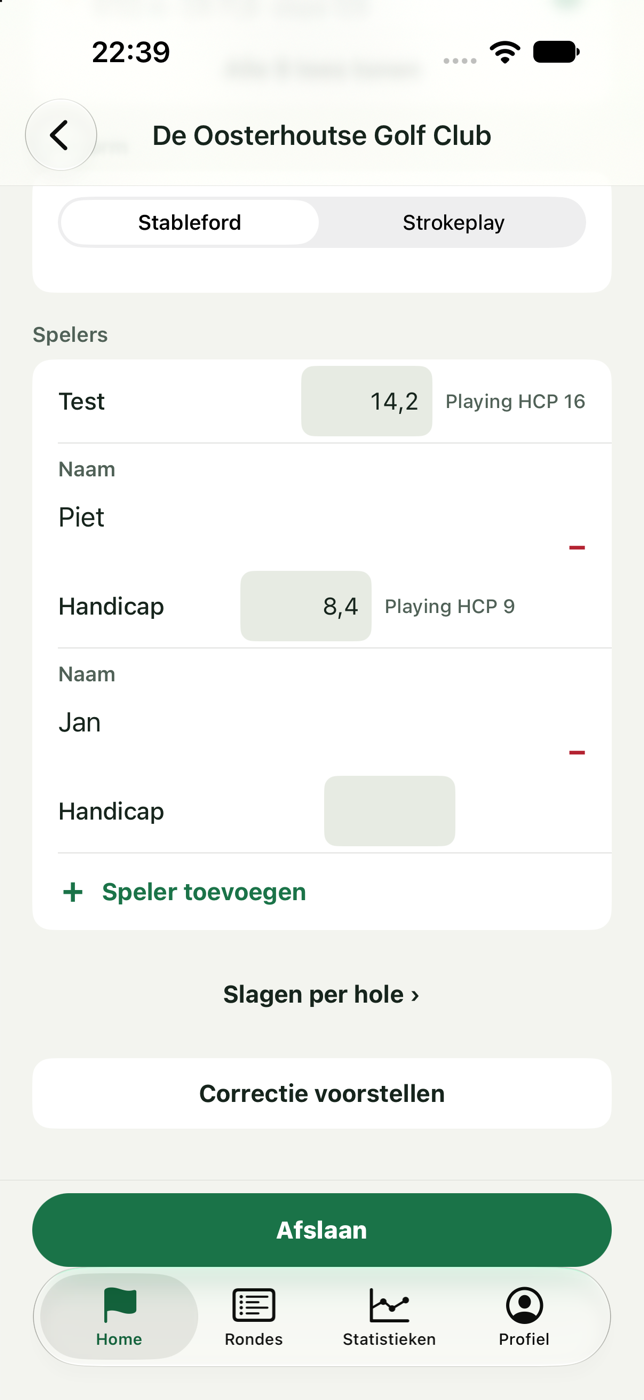 22:39
De Oosterhoutse Golf Club
Stableford
Strokeplay
Spelers
Test 14,2 Playing HCP 16
Naam
Piet
Handicap 8,4 Playing HCP 9
Naam
Jan
Handicap
+ Speler toevoegen
Slagen per hole ›
Correctie voorstellen
Afslaan
Home Rondes Statistieken Profiel